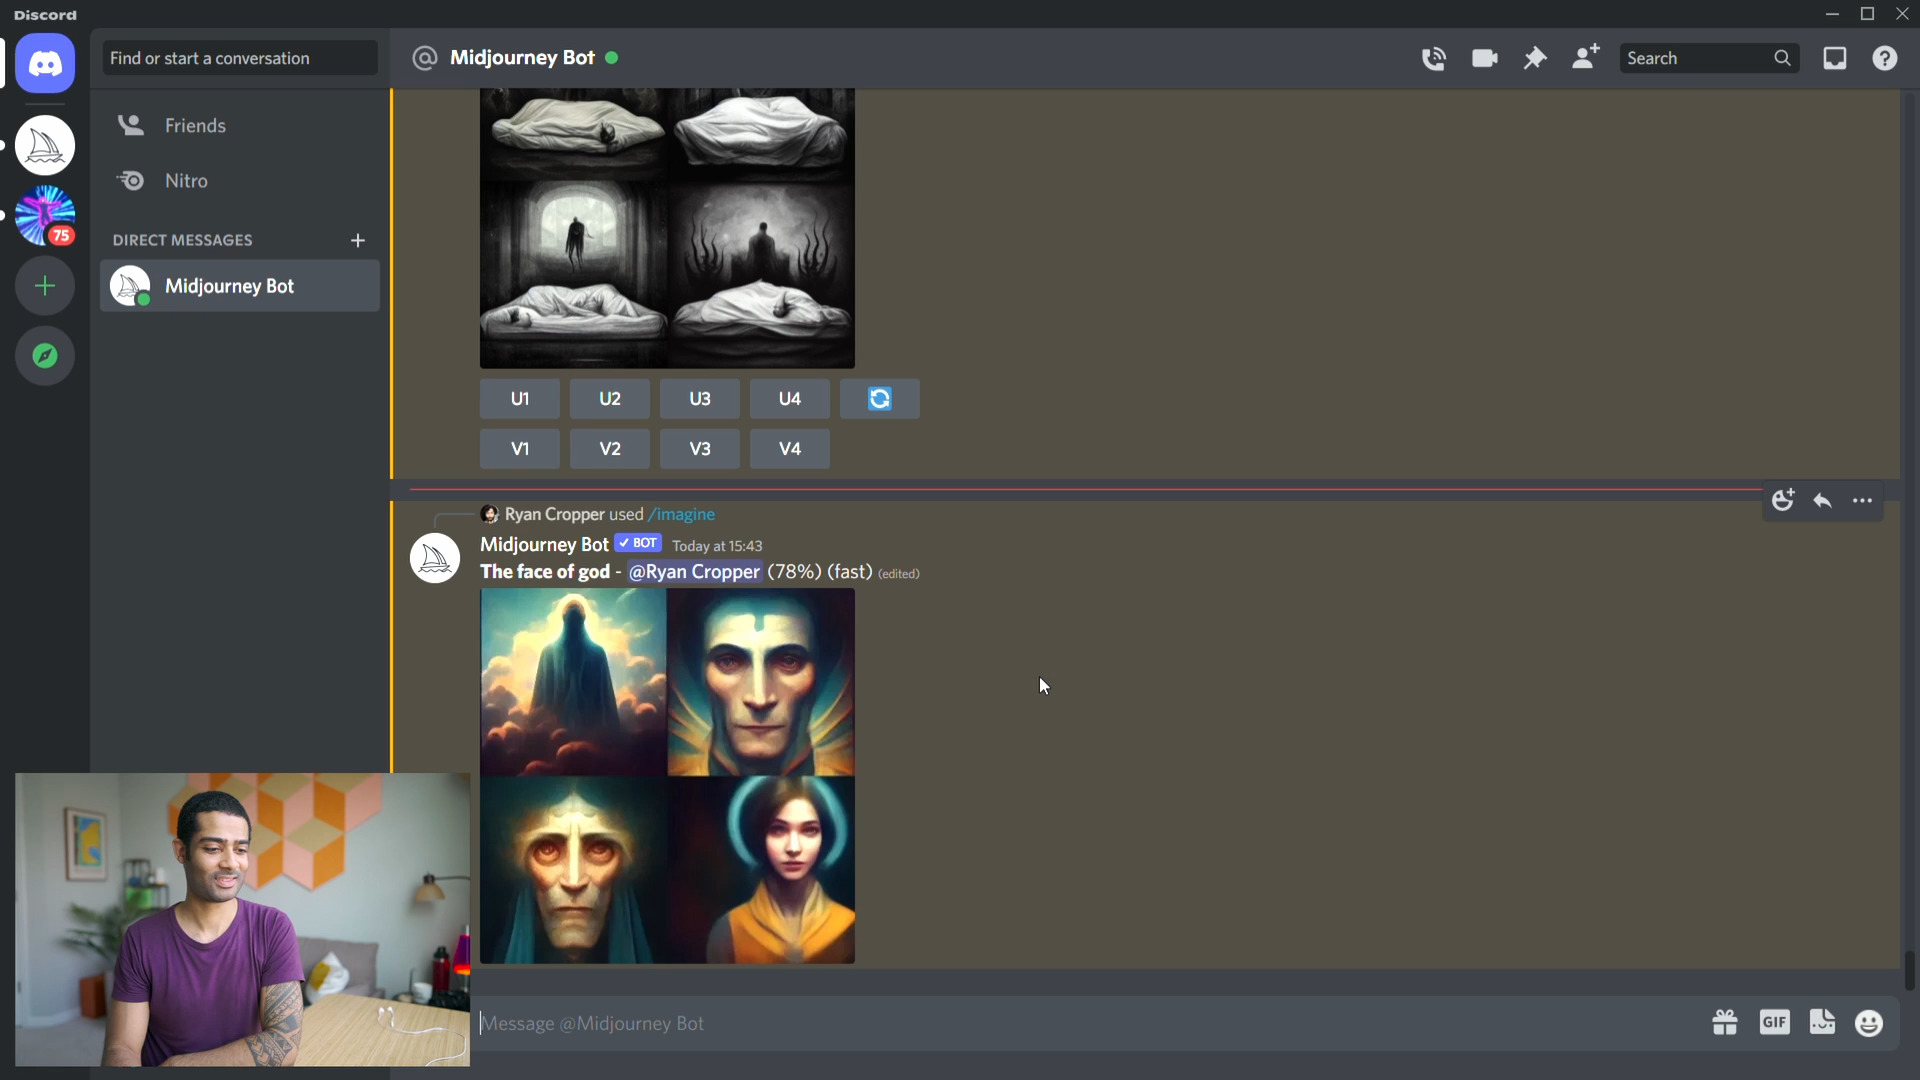 Discord
Find or start a conversation
Midjourney Bot
Search
Friends
Nitro
75
DIRECT MESSAGES
Midjourney Bot
U1 U2 U3 U4
V1 V2 V3 V4
Ryan Cropper used /imagine
Midjourney Bot BOT Today at 15:43
The face of god - @Ryan Cropper (78%) (fast) (edited)
Message @Midjourney Bot
GIF